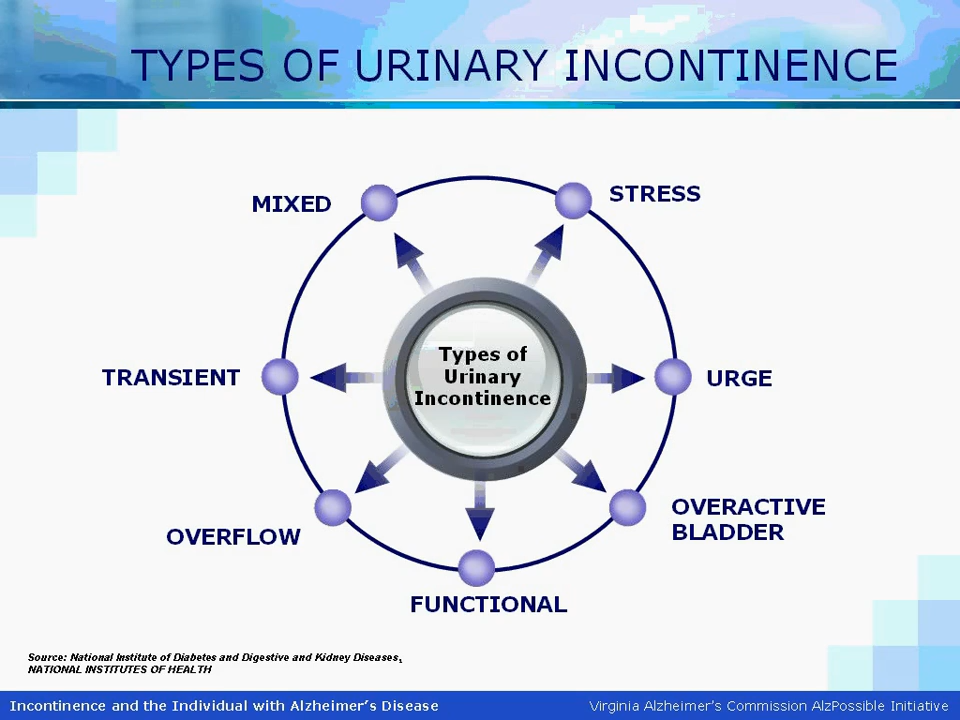 TYPES OF URINARY INCONTINENCE
MIXED
STRESS
Types of
Urinary
Incontinence
TRANSIENT
URGE
OVERFLOW
OVERACTIVE
BLADDER
FUNCTIONAL
Source: National Institute of Diabetes and Digestive and Kidney Diseases,
NATIONAL INSTITUTES OF HEALTH
Incontinence and the Individual with Alzheimer's Disease
Virginia Alzheimer's Commission AlzPossible Initiative